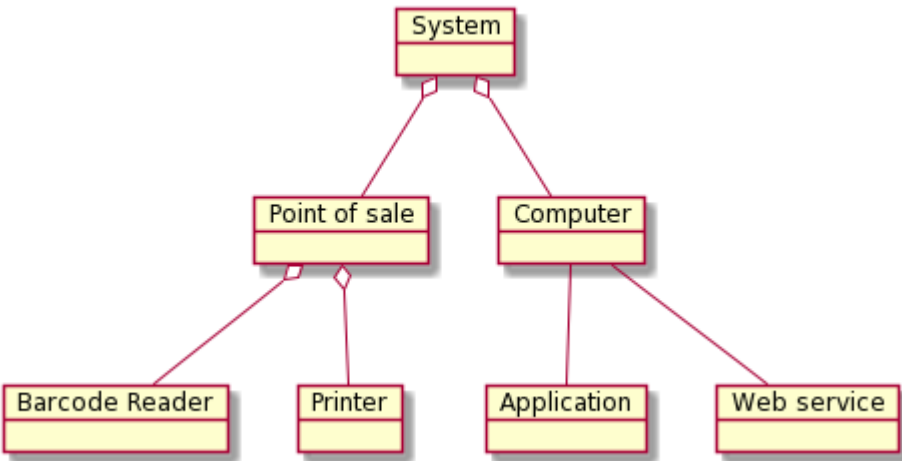 System
Point of sale
Computer
Barcode Reader
Printer
Application
Web service